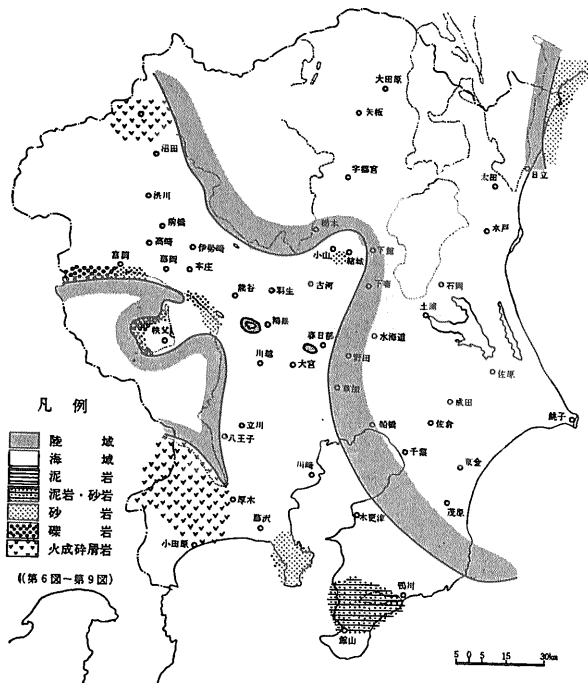 大田原
矢板
沼田
宇都宮
太田
日立
渋川
前橋
栃木
水戸
高崎
伊勢崎
小山
結城
下館
富岡
藤岡
本庄
熊谷
羽生
古河
下妻
石岡
鴻巣
土浦
秩父
春日部
水海道
川越
大宮
野田
佐原
草加
成田
銚子
凡 例
陸 域
海 域
泥 岩
泥岩・砂岩
砂 岩
礫 岩
火成砕屑岩
((第6図~第9図)
立川
八王子
船橋
佐倉
千葉
川崎
東金
厚木
茂原
藤沢
木更津
小田原
鴨川
館山
5 0 5 15 30km